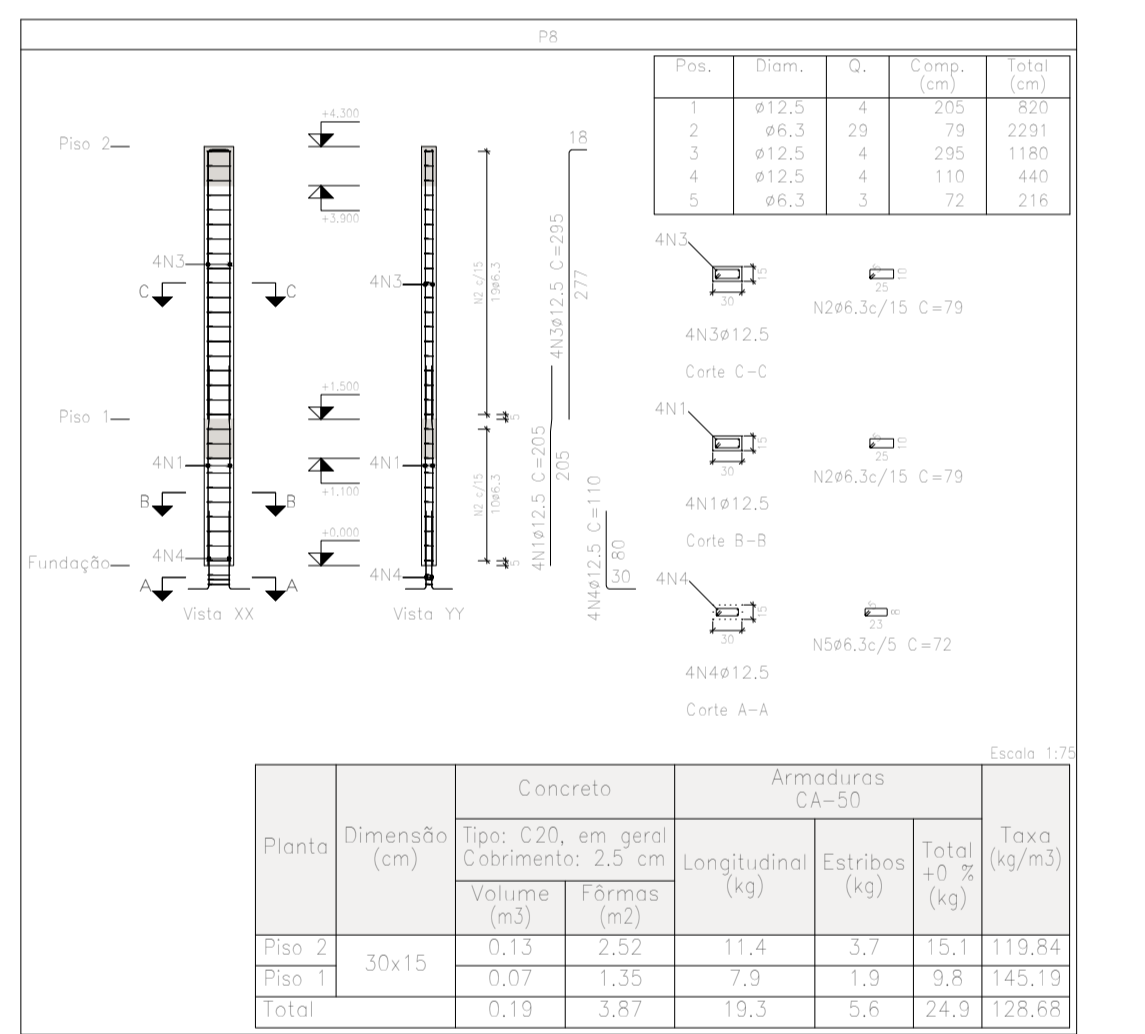 P8
Pos. Diam. Q. Comp. (cm) Total (cm)
1 ø12.5 4 205 820
2 ø6.3 29 79 2291
3 ø12.5 4 295 1180
4 ø12.5 4 110 440
5 ø6.3 3 72 216
Piso 2
+4.300
+3.900
4N3
C C
Piso 1
+1.500
+1.100
4N1
B B
+0.000
Fundação
4N4
A A
Vista XX
4N3
4N1
4N4
Vista YY
N2 c/15
19ø6.3
5
N2 c/15
10ø6.3
5
18
4N3ø12.5 C=295
277
4N1ø12.5 C=205
205
4N4ø12.5 C=110
80
30
4N3
15
30
4N3ø12.5
Corte C-C
5
25
10
N2ø6.3c/15 C=79
4N1
15
30
4N1ø12.5
Corte B-B
5
25
10
N2ø6.3c/15 C=79
4N4
15
30
4N4ø12.5
Corte A-A
5
23
8
N5ø6.3c/5 C=72
Escala 1:75
Planta
Dimensão (cm)
Concreto
Tipo: C20, em geral
Cobrimento: 2.5 cm
Volume (m3)
Fôrmas (m2)
Armaduras
CA-50
Longitudinal (kg)
Estribos (kg)
Total +0 % (kg)
Taxa (kg/m3)
Piso 2 30x15 0.13 2.52 11.4 3.7 15.1 119.84
Piso 1 0.07 1.35 7.9 1.9 9.8 145.19
Total 0.19 3.87 19.3 5.6 24.9 128.68